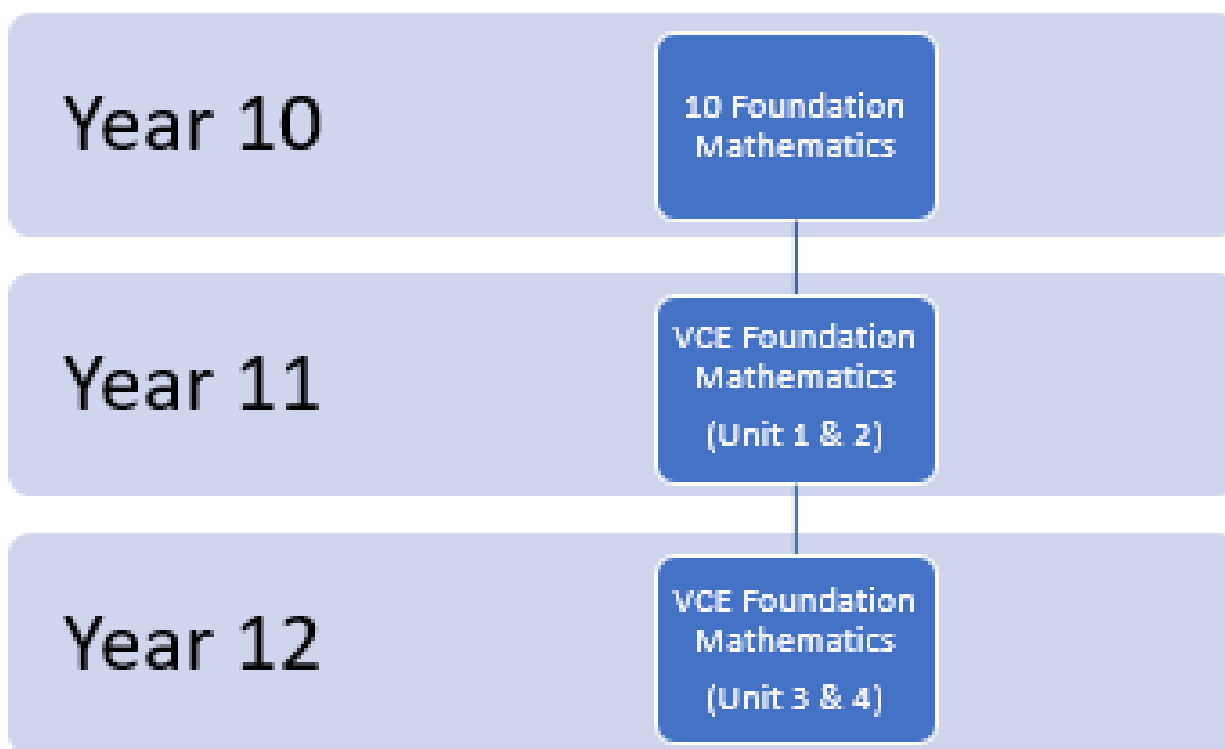 Year 10
10 Foundation
Mathematics
Year 11
VCE Foundation
Mathematics
(Unit 1 & 2)
Year 12
VCE Foundation
Mathematics
(Unit 3 & 4)